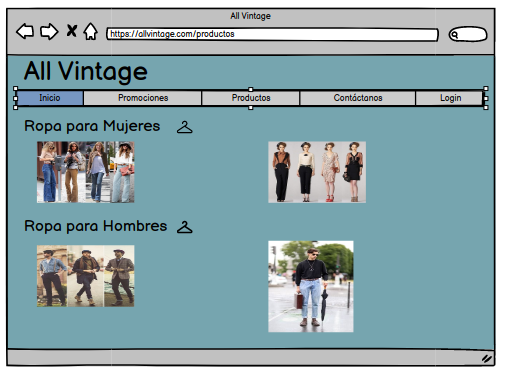 All Vintage
https://allvintage.com/productos
All Vintage
Inicio Promociones Productos Contáctanos Login
Ropa para Mujeres
Ropa para Hombres